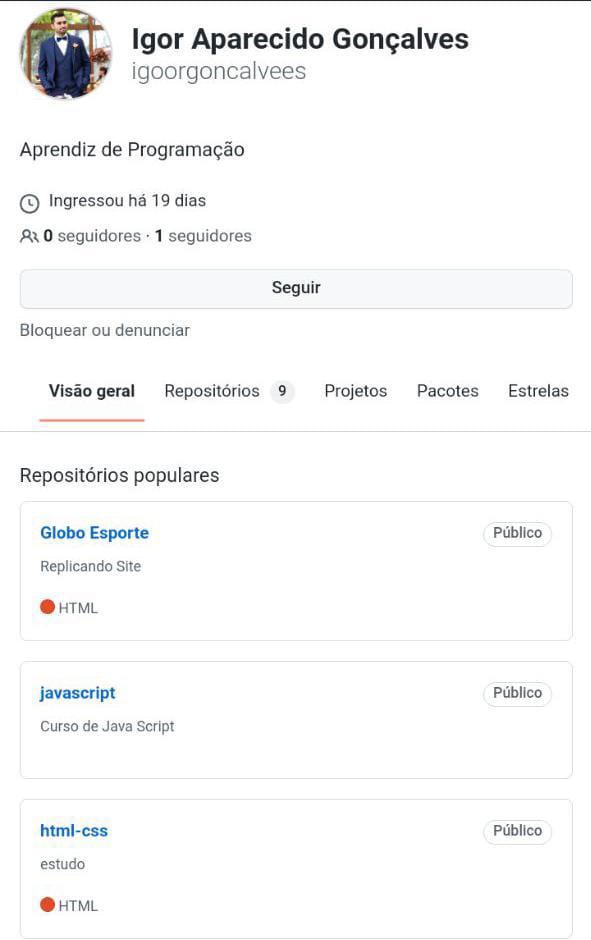 Igor Aparecido Gonçalves
igoorgoncalvees
Aprendiz de Programação
Ingressou há 19 dias
0 seguidores · 1 seguidores
Seguir
Bloquear ou denunciar
Visão geral Repositórios 9 Projetos Pacotes Estrelas
Repositórios populares
Globo Esporte Público
Replicando Site
HTML
javascript Público
Curso de Java Script
html-css Público
estudo
HTML